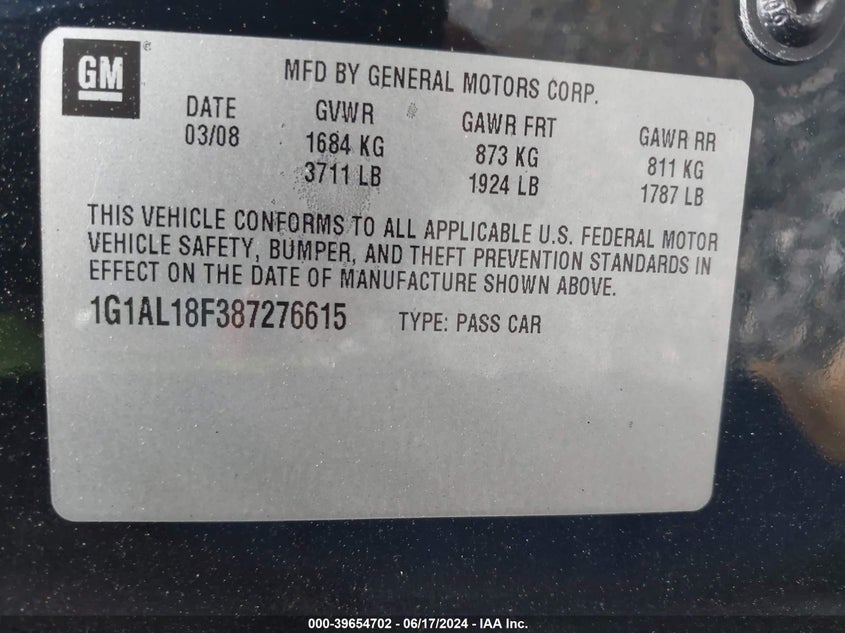 GM
MFD BY GENERAL MOTORS CORP.
DATE GVWR GAWR FRT GAWR RR
03/08 1684 KG 873 KG 811 KG
3711 LB 1924 LB 1787 LB
THIS VEHICLE CONFORMS TO ALL APPLICABLE U.S. FEDERAL MOTOR
VEHICLE SAFETY, BUMPER, AND THEFT PREVENTION STANDARDS IN
EFFECT ON THE DATE OF MANUFACTURE SHOWN ABOVE.
1G1AL18F387276615 TYPE: PASS CAR
000-39654702 - 06/17/2024 - IAA Inc.